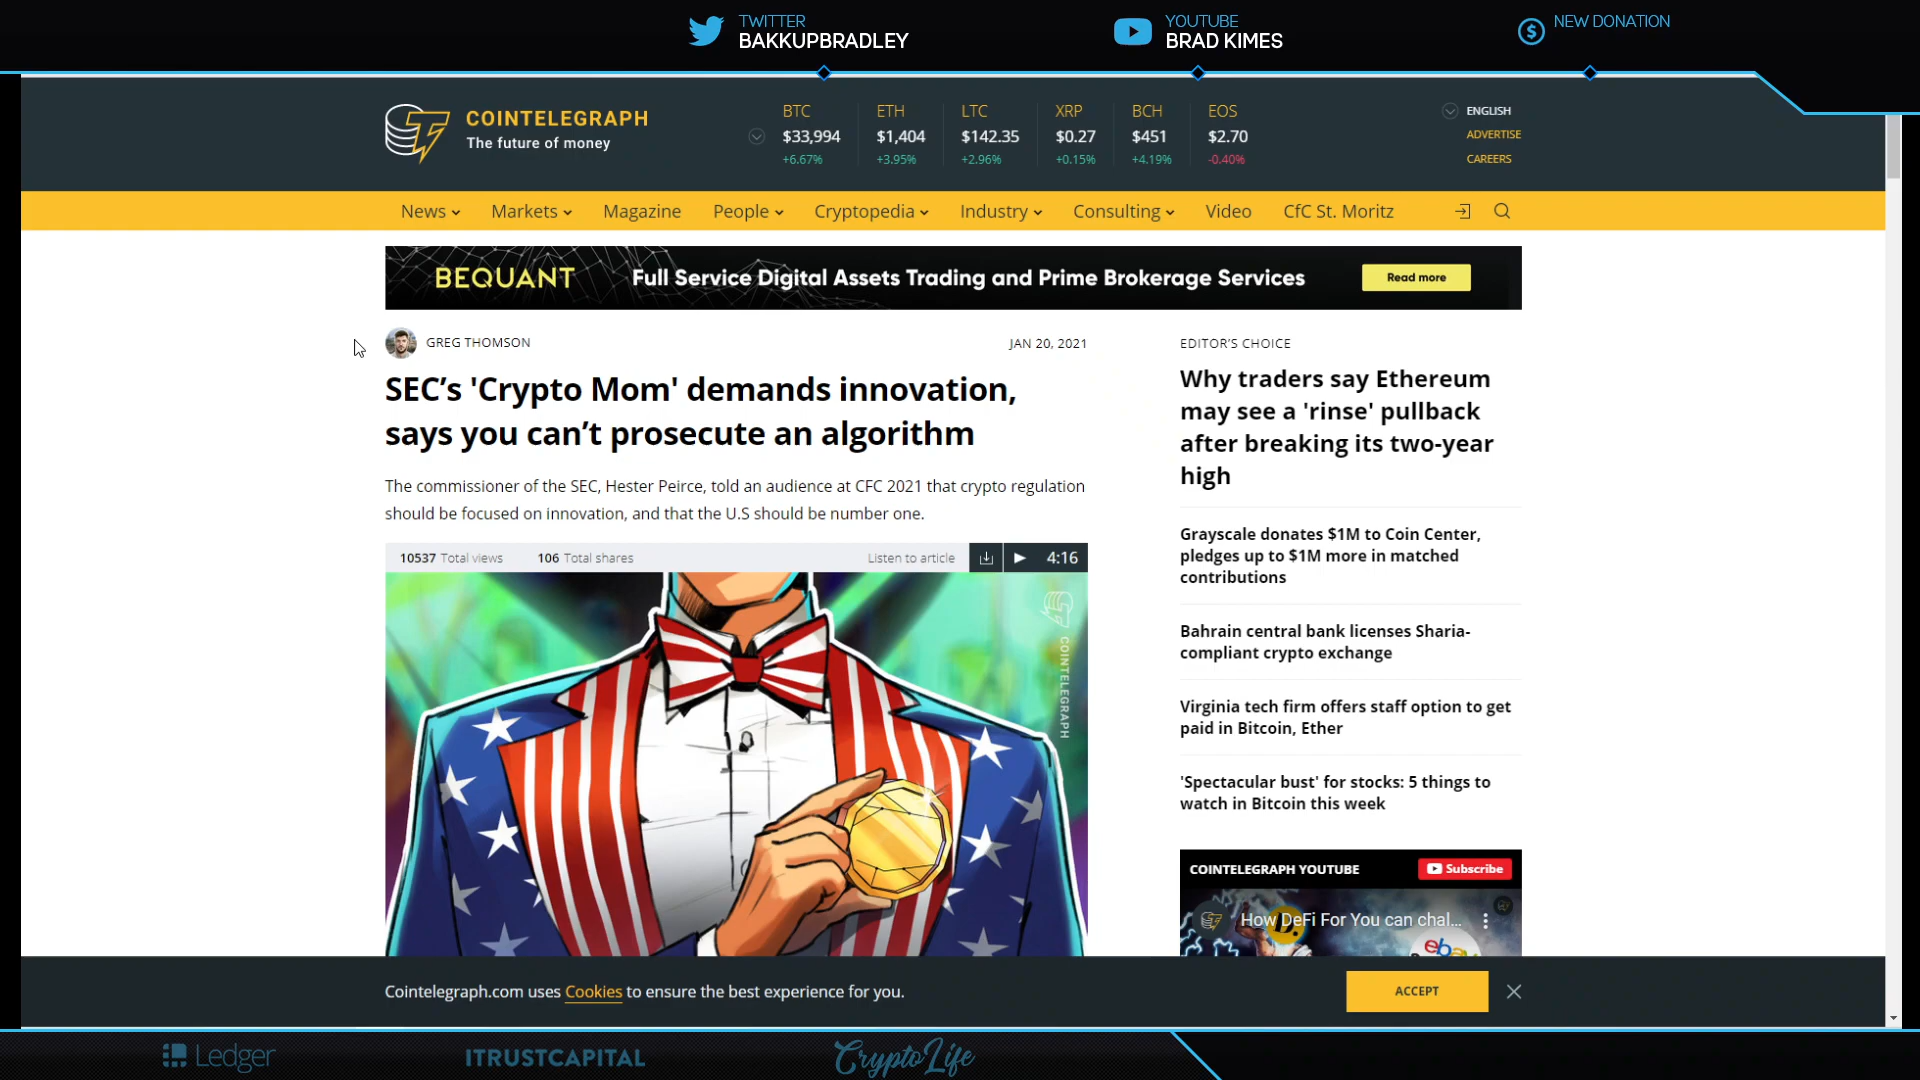 TWITTER
BAKKUPBRADLEY
YOUTUBE
BRAD KIMES
NEW DONATION
COINTELEGRAPH
The future of money
BTC ETH LTC XRP BCH EOS
$33,994 $1,404 $142.35 $0.27 $451 $2.70
+6.67% +3.95% +2.96% +0.15% +4.19% -0.40%
ENGLISH
ADVERTISE
CAREERS
News Markets Magazine People Cryptopedia Industry Consulting Video CfC St. Moritz
BEQUANT Full Service Digital Assets Trading and Prime Brokerage Services Read more
GREG THOMSON JAN 20, 2021
SEC’s 'Crypto Mom' demands innovation,
says you can’t prosecute an algorithm
The commissioner of the SEC, Hester Peirce, told an audience at CFC 2021 that crypto regulation
should be focused on innovation, and that the U.S should be number one.
10537 Total views 106 Total shares Listen to article 4:16
COINTELEGRAPH
EDITOR’S CHOICE
Why traders say Ethereum
may see a 'rinse' pullback
after breaking its two-year
high
Grayscale donates $1M to Coin Center,
pledges up to $1M more in matched
contributions
Bahrain central bank licenses Sharia-
compliant crypto exchange
Virginia tech firm offers staff option to get
paid in Bitcoin, Ether
'Spectacular bust' for stocks: 5 things to
watch in Bitcoin this week
COINTELEGRAPH YOUTUBE Subscribe
How DeFi For You can chal...
D.
ebay
Cointelegraph.com uses Cookies to ensure the best experience for you.
ACCEPT
Ledger
ITRUSTCAPITAL
CryptoLife